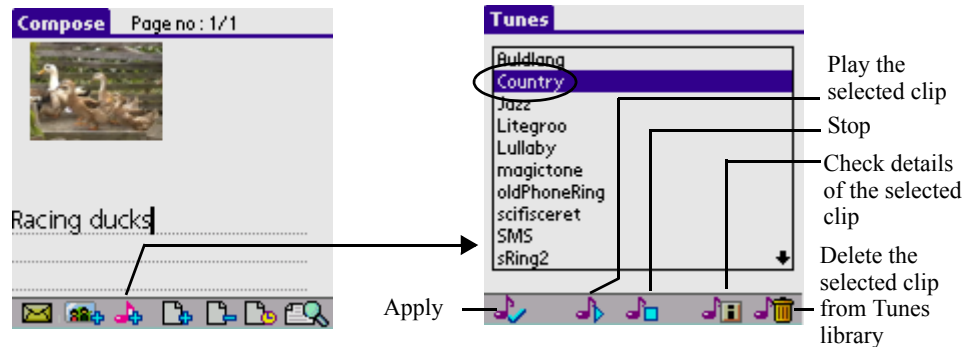 Compose Page no : 1/1
Racing ducks
Tunes
Auldlang
Country
Jazz
Litegroo
Lullaby
magictone
oldPhoneRing
scifisceret
SMS
sRing2
Apply
Play the
selected clip
Stop
Check details
of the selected
clip
Delete the
selected clip
from Tunes
library